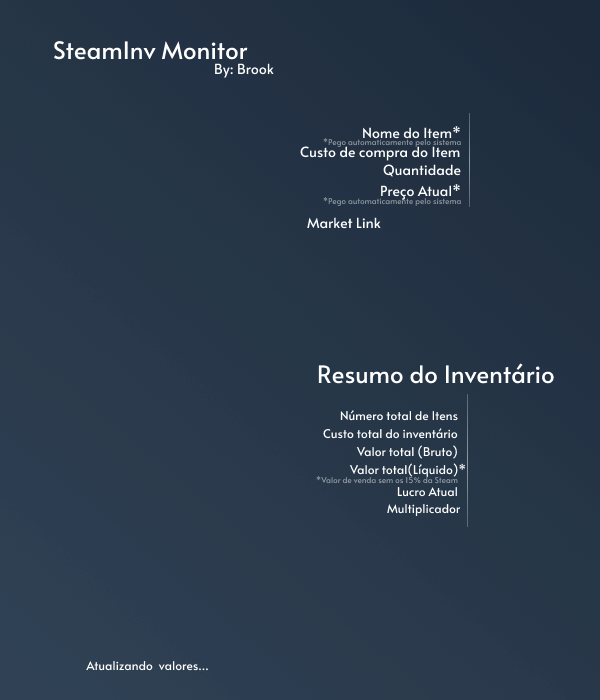 SteamInv Monitor
By: Brook
Nome do Item*
*Pego automaticamente pelo sistema
Custo de compra do Item
Quantidade
Preço Atual*
*Pego automaticamente pelo sistema
Market Link
Resumo do Inventário
Número total de Itens
Custo total do inventário
Valor total (Bruto)
Valor total(Líquido)*
*Valor de venda sem os 15% da Steam
Lucro Atual
Multiplicador
Atualizando valores...